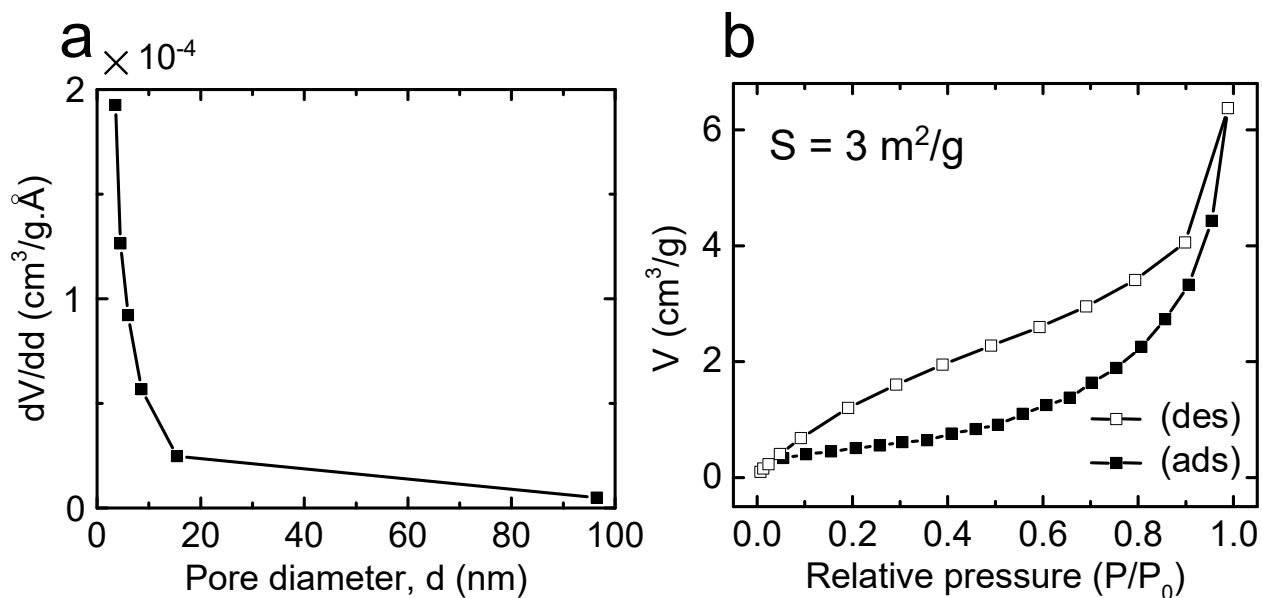 a
× 10⁻⁴
2
1
0
dV/dd (cm³/g.Å)
0 20 40 60 80 100
Pore diameter, d (nm)
b
S = 3 m²/g
6
4
2
0
V (cm³/g)
(des)
(ads)
0.0 0.2 0.4 0.6 0.8 1.0
Relative pressure (P/P₀)